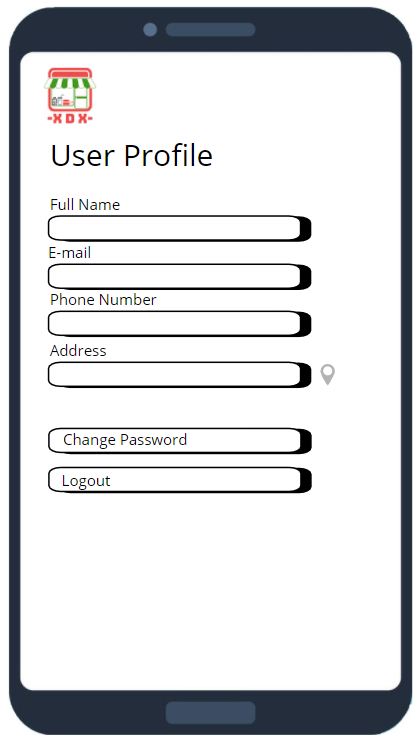 -XDX-
User Profile
Full Name
E-mail
Phone Number
Address
Change Password
Logout